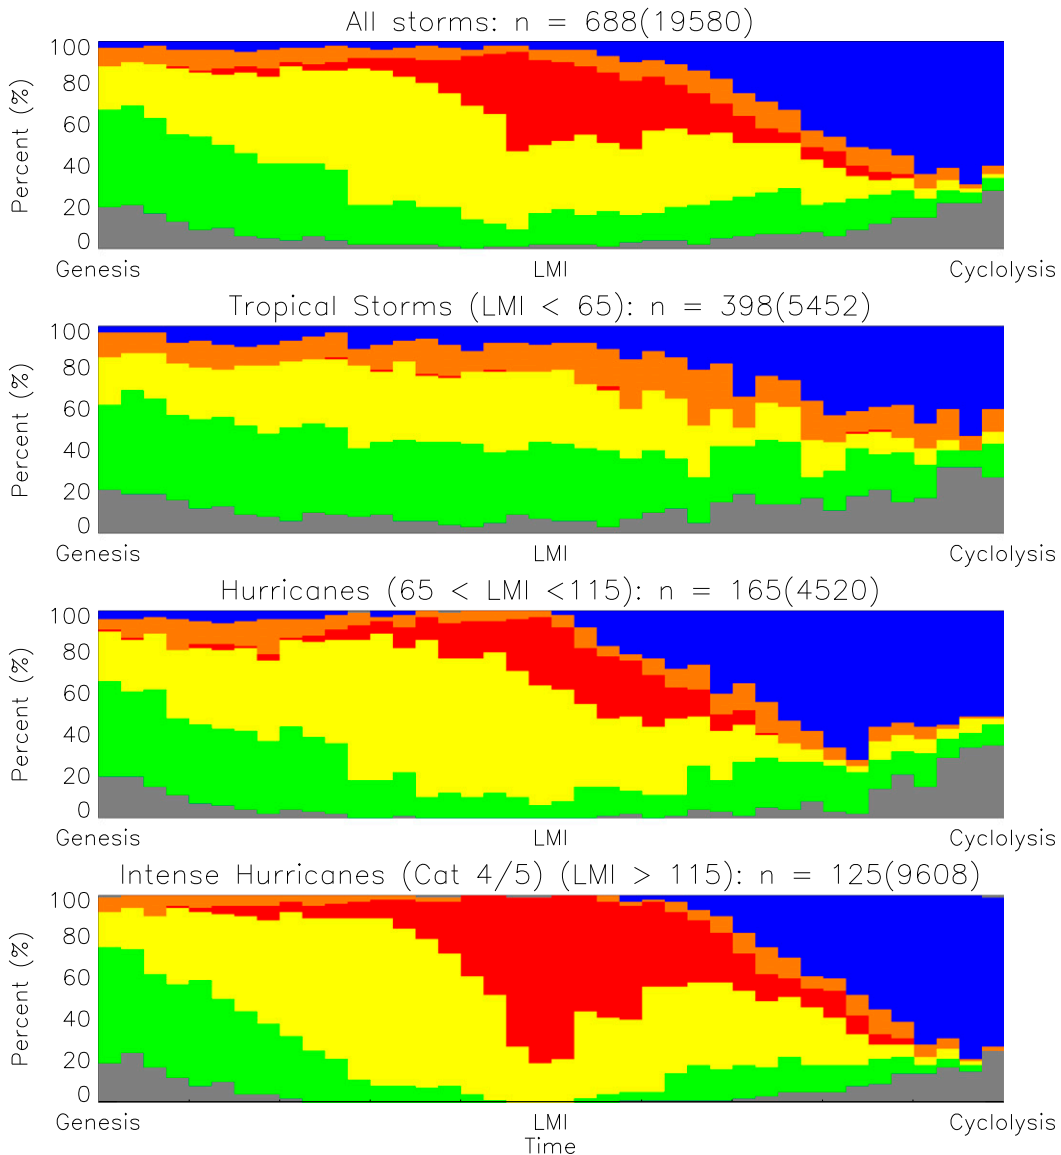 All storms: n = 688(19580)
100
80
60
40
20
0
Percent (%)
Genesis LMI Cyclolysis
Tropical Storms (LMI < 65): n = 398(5452)
100
80
60
40
20
0
Percent (%)
Genesis LMI Cyclolysis
Hurricanes (65 < LMI <115): n = 165(4520)
100
80
60
40
20
0
Percent (%)
Genesis LMI Cyclolysis
Intense Hurricanes (Cat 4/5) (LMI > 115): n = 125(9608)
100
80
60
40
20
0
Percent (%)
Genesis LMI Cyclolysis
Time